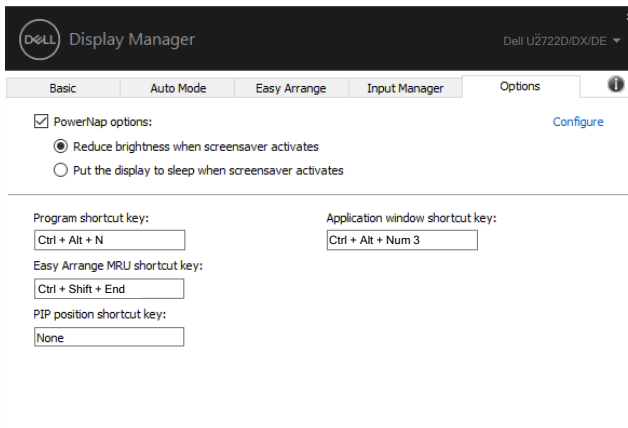 DELL Display Manager
Dell U2722D/DX/DE
Basic Auto Mode Easy Arrange Input Manager Options
PowerNap options: Configure
Reduce brightness when screensaver activates
Put the display to sleep when screensaver activates
Program shortcut key: Application window shortcut key:
Ctrl + Alt + N Ctrl + Alt + Num 3
Easy Arrange MRU shortcut key:
Ctrl + Shift + End
PIP position shortcut key:
None